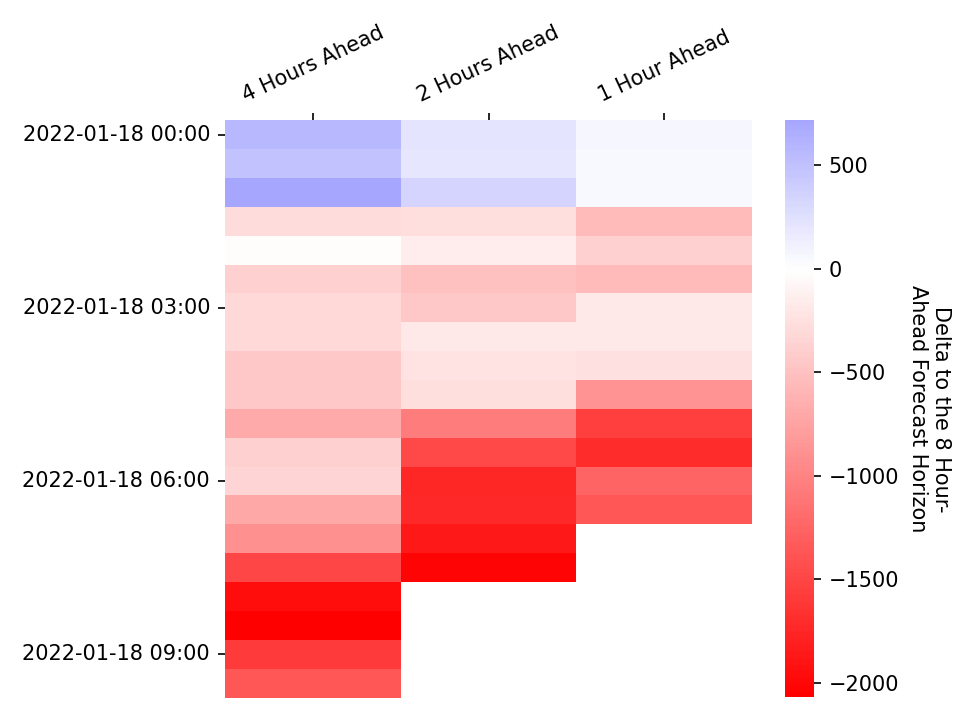 4 Hours Ahead
2 Hours Ahead
1 Hour Ahead
2022-01-18 00:00
2022-01-18 03:00
2022-01-18 06:00
2022-01-18 09:00
500
0
−500
−1000
−1500
−2000
Delta to the 8 Hour-
Ahead Forecast Horizon